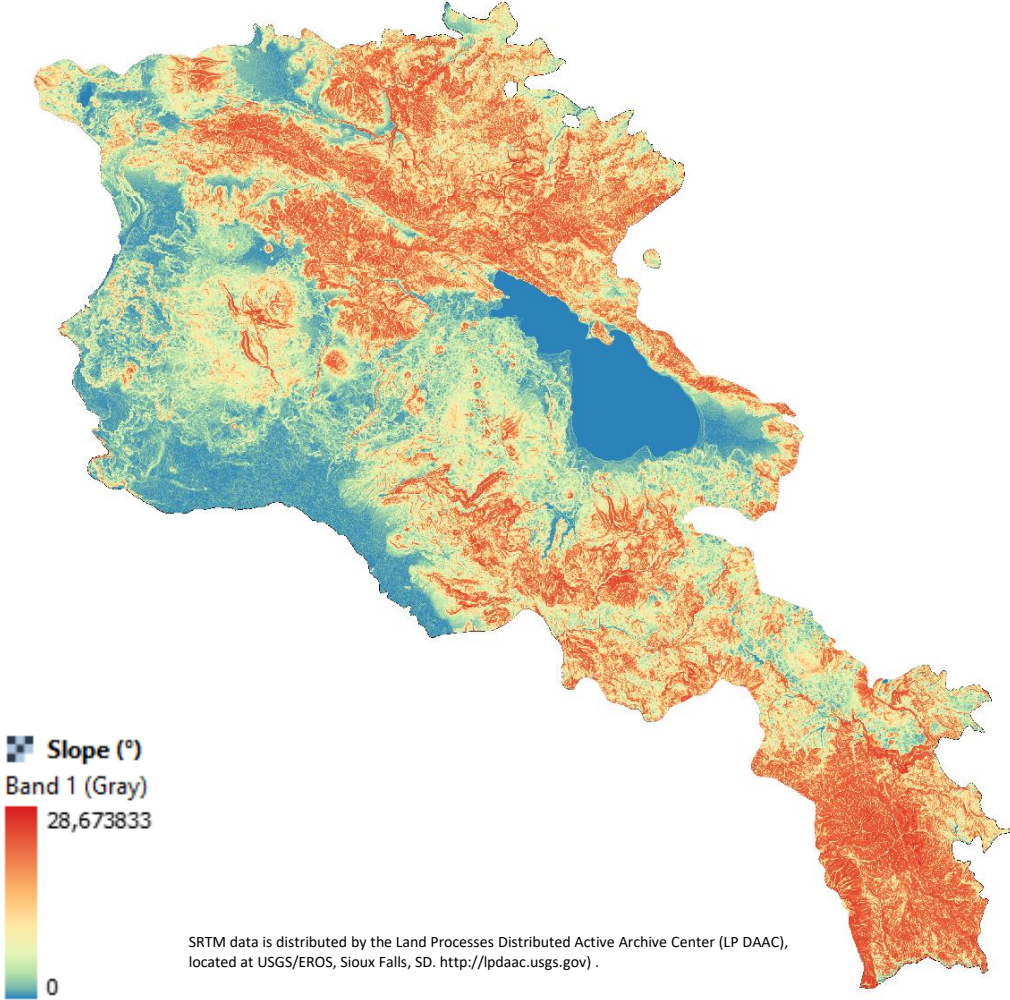 Slope (°)
Band 1 (Gray)
28,673833
0
SRTM data is distributed by the Land Processes Distributed Active Archive Center (LP DAAC),
located at USGS/EROS, Sioux Falls, SD. http://lpdaac.usgs.gov) .